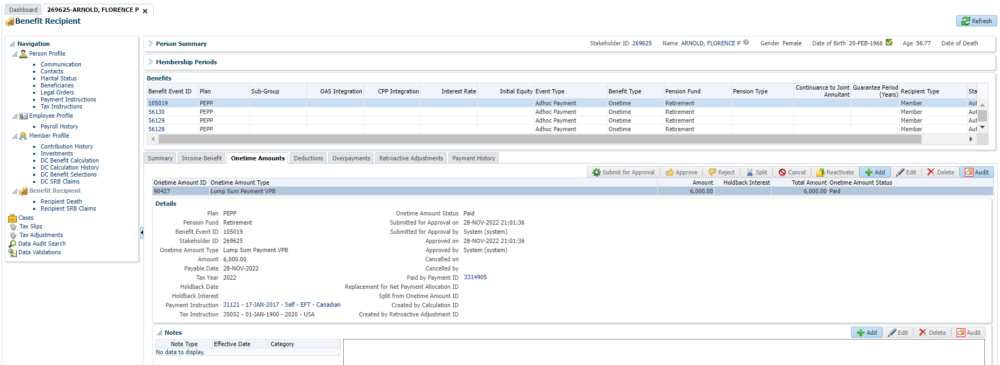 Dashboard 269625-ARNOLD, FLORENCE P
Benefit Recipient
Refresh
Navigation
Person Profile
Communication
Contacts
Marital Status
Beneficiaries
Legal Orders
Payment Instructions
Tax Instructions
Employee Profile
Payroll History
Member Profile
Contribution History
Investments
DC Benefit Calculation
DC Calculation History
DC Benefit Selections
DC SRB Claims
Benefit Recipient
Recipient Death
Recipient SRB Claims
Cases
Tax Slips
Tax Adjustments
Data Audit Search
Data Validations
Person Summary Stakeholder ID 269625 Name ARNOLD, FLORENCE P Gender Female Date of Birth 20-FEB-1966 Age 56.77 Date of Death
Membership Periods
Benefits
Benefit Event ID Plan Sub-Group OAS Integration CPP Integration Interest Rate Initial Equity Event Type Benefit Type Pension Fund Pension Type Continuance to Joint Annuitant Guarantee Period (Years) Recipient Type Sta
105019 PEPP Adhoc Payment Onetime Retirement Member Aut
56130 PEPP Adhoc Payment Onetime Retirement Member Aut
56129 PEPP Adhoc Payment Onetime Retirement Member Aut
56128 PEPP Adhoc Payment Onetime Retirement Member Aut
Summary Income Benefit Onetime Amounts Deductions Overpayments Retroactive Adjustments Payment History
Submit for Approval Approve Reject Split Cancel Reactivate Add Edit Delete Audit
Onetime Amount ID Onetime Amount Type Amount Holdback Interest Total Amount Onetime Amount Status
90427 Lump Sum Payment VPB 6,000.00 6,000.00 Paid
Details
Plan PEPP Onetime Amount Status Paid
Pension Fund Retirement Submitted for Approval on 28-NOV-2022 21:01:36
Benefit Event ID 105019 Submitted for Approval by System (system)
Stakeholder ID 269625 Approved on 28-NOV-2022 21:01:36
Onetime Amount Type Lump Sum Payment VPB Approved by System (system)
Amount 6,000.00 Cancelled on
Payable Date 28-NOV-2022 Cancelled by
Tax Year 2022 Paid by Payment ID 3314905
Holdback Date Replacement for Net Payment Allocation ID
Holdback Interest Split from Onetime Amount ID
Payment Instruction 31121 - 17-JAN-2017 - Self - EFT - Canadian Created by Calculation ID
Tax Instruction 35052 - 01-JAN-1900 - 2020 - USA Created by Retroactive Adjustment ID
Notes Add Edit Delete Audit
Note Type Effective Date Category
No data to display.